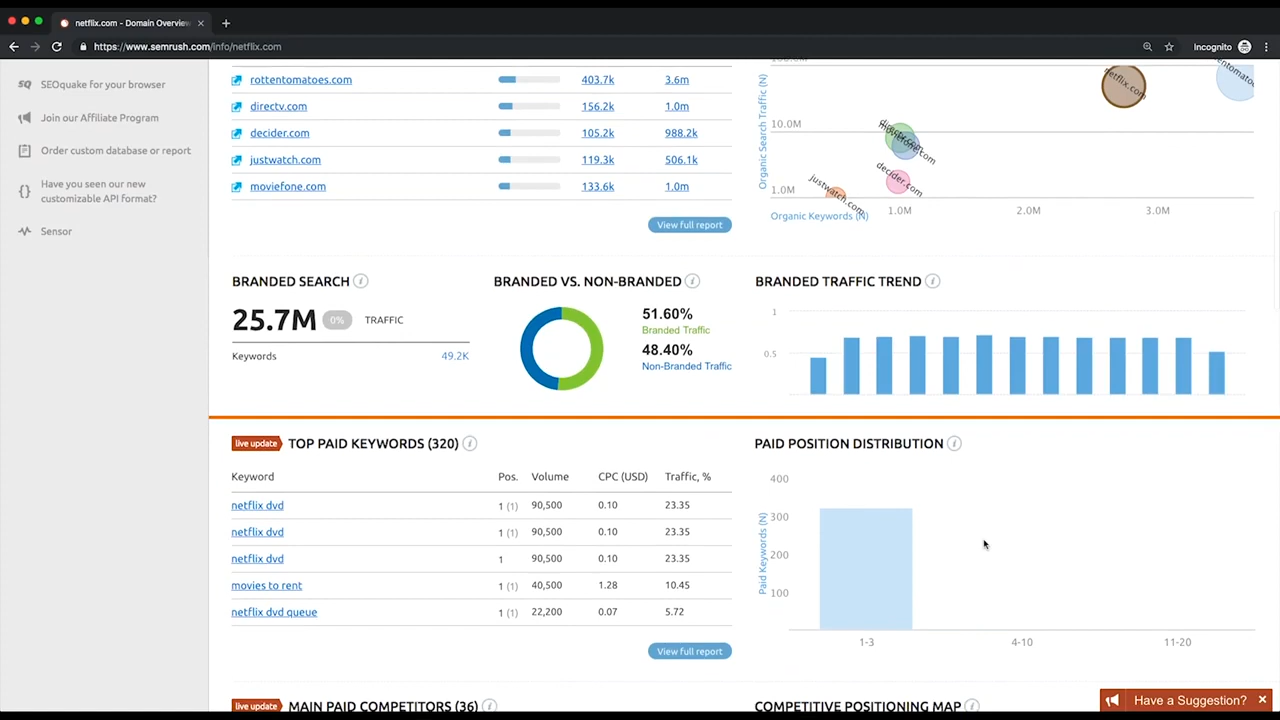 netflix.com - Domain Overview
https://www.semrush.com/info/netflix.com
Incognito
SEOquake for your browser
Join our Affiliate Program
Order custom database or report
Have you seen our new
customizable API format?
Sensor
rottentomatoes.com 403.7k 3.6m
directv.com 156.2k 1.0m
decider.com 105.2k 988.2k
justwatch.com 119.3k 506.1k
moviefone.com 133.6k 1.0m
View full report
Organic Search Traffic (N)
10.0M
1.0M
netflix.com
decider.com
justwatch.com
Organic Keywords (N)
1.0M 2.0M 3.0M
BRANDED SEARCH
25.7M 0% TRAFFIC
Keywords 49.2K
BRANDED VS. NON-BRANDED
51.60%
Branded Traffic
48.40%
Non-Branded Traffic
BRANDED TRAFFIC TREND
1
0.5
live update TOP PAID KEYWORDS (320)
Keyword Pos. Volume CPC (USD) Traffic, %
netflix dvd 1 (1) 90,500 0.10 23.35
netflix dvd 1 (1) 90,500 0.10 23.35
netflix dvd 1 90,500 0.10 23.35
movies to rent 1 (1) 40,500 1.28 10.45
netflix dvd queue 1 (1) 22,200 0.07 5.72
View full report
PAID POSITION DISTRIBUTION
Paid Keywords (N)
400
300
200
100
1-3 4-10 11-20
live update MAIN PAID COMPETITORS (36)
COMPETITIVE POSITIONING MAP
Have a Suggestion?